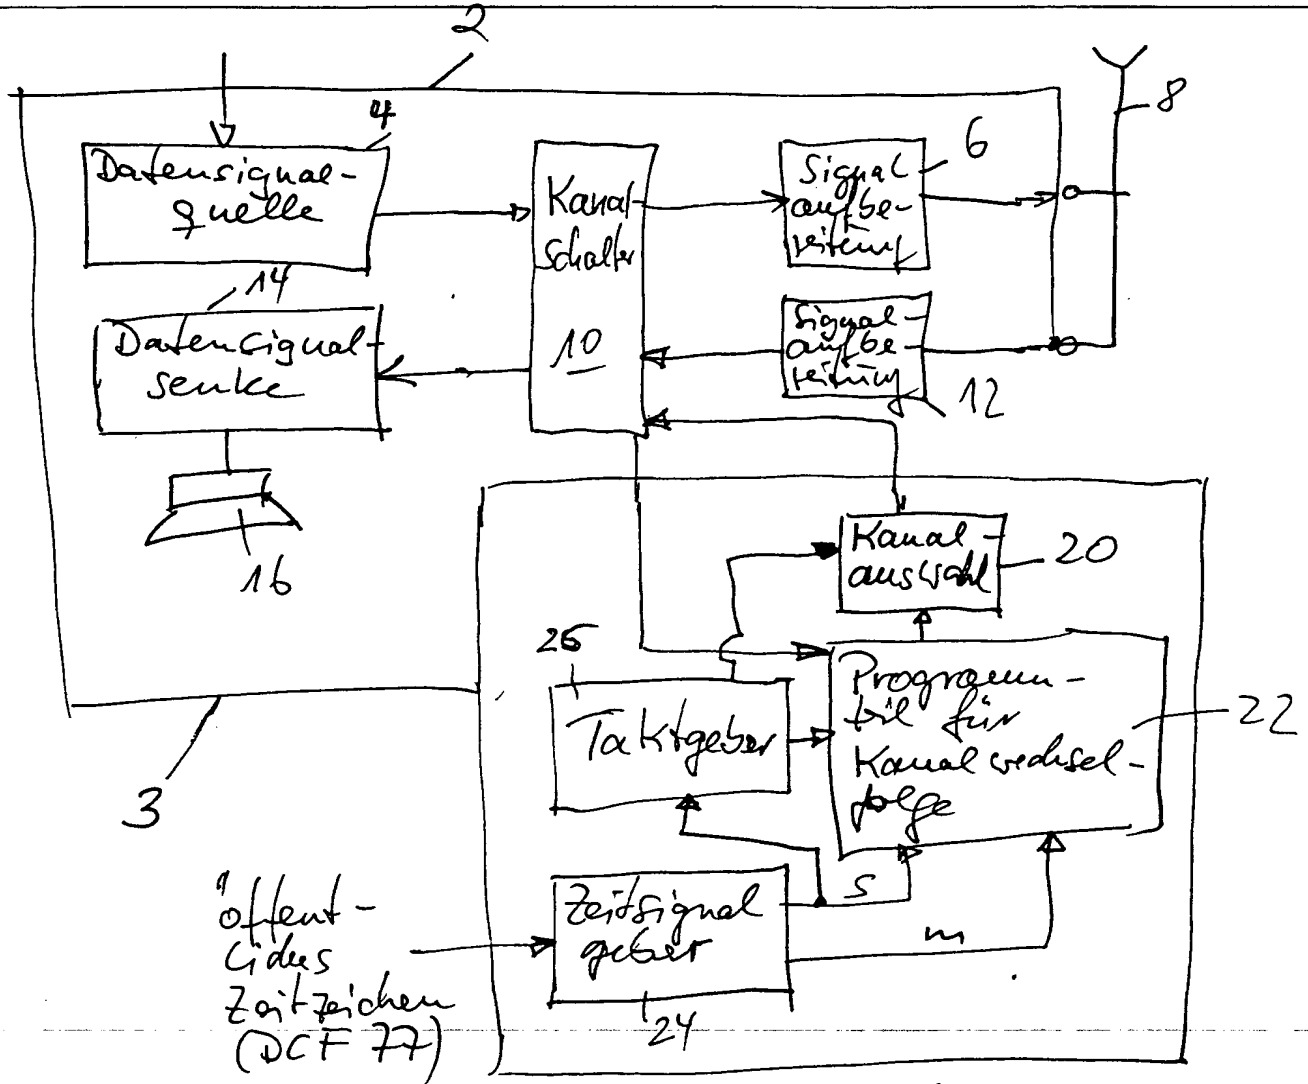 2
8
4
Datensignal-
quelle
Kanal
schalter
10
6
Signal
aufbe-
reitung
14
Datensignal-
senke
Signal-
aufbe
reitung
12
16
Kanal-
auswahl
20
26
Taktgeber
Programm-
teil für
Kanalwechsel-
folge
22
3
öffent-
liches
Zeitzeichen
(DCF 77)
Zeitsignal
geber
s
m
24